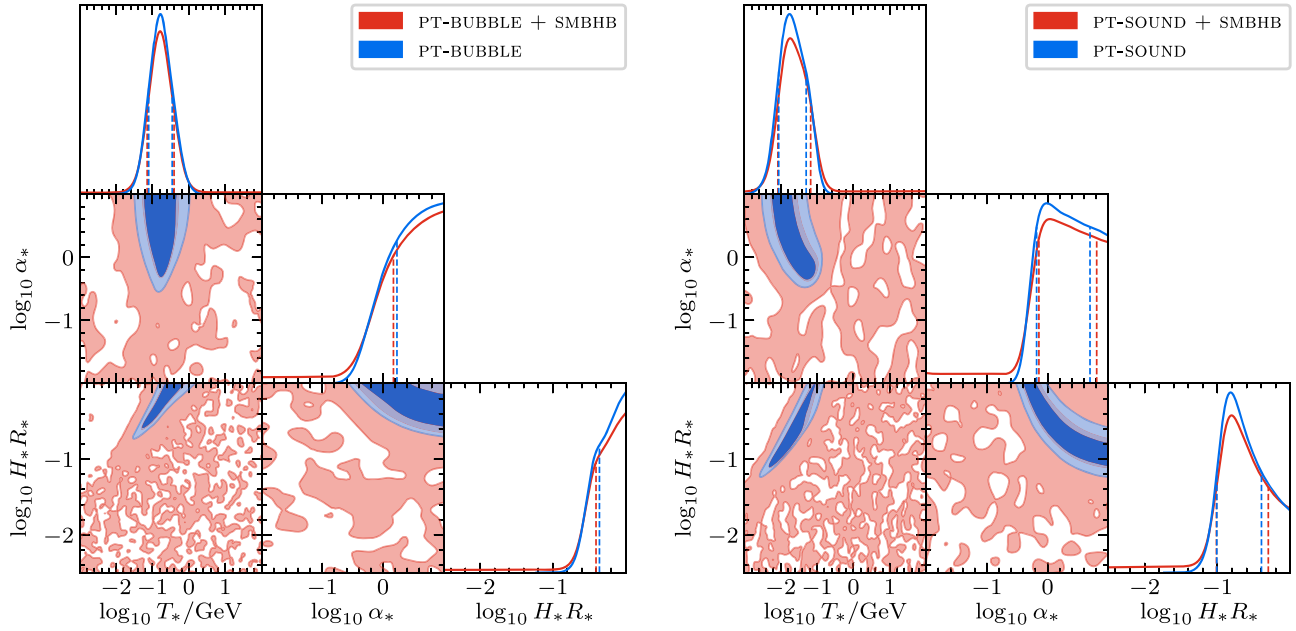 PT-BUBBLE + SMBHB
PT-BUBBLE
log₁₀ α∗
0
−1
log₁₀ H∗R∗
−1
−2
−2 −1 0 1
log₁₀ T∗/GeV
−1 0
log₁₀ α∗
−2 −1
log₁₀ H∗R∗
PT-SOUND + SMBHB
PT-SOUND
log₁₀ α∗
0
−1
log₁₀ H∗R∗
−1
−2
−2 −1 0 1
log₁₀ T∗/GeV
−1 0
log₁₀ α∗
−2 −1
log₁₀ H∗R∗